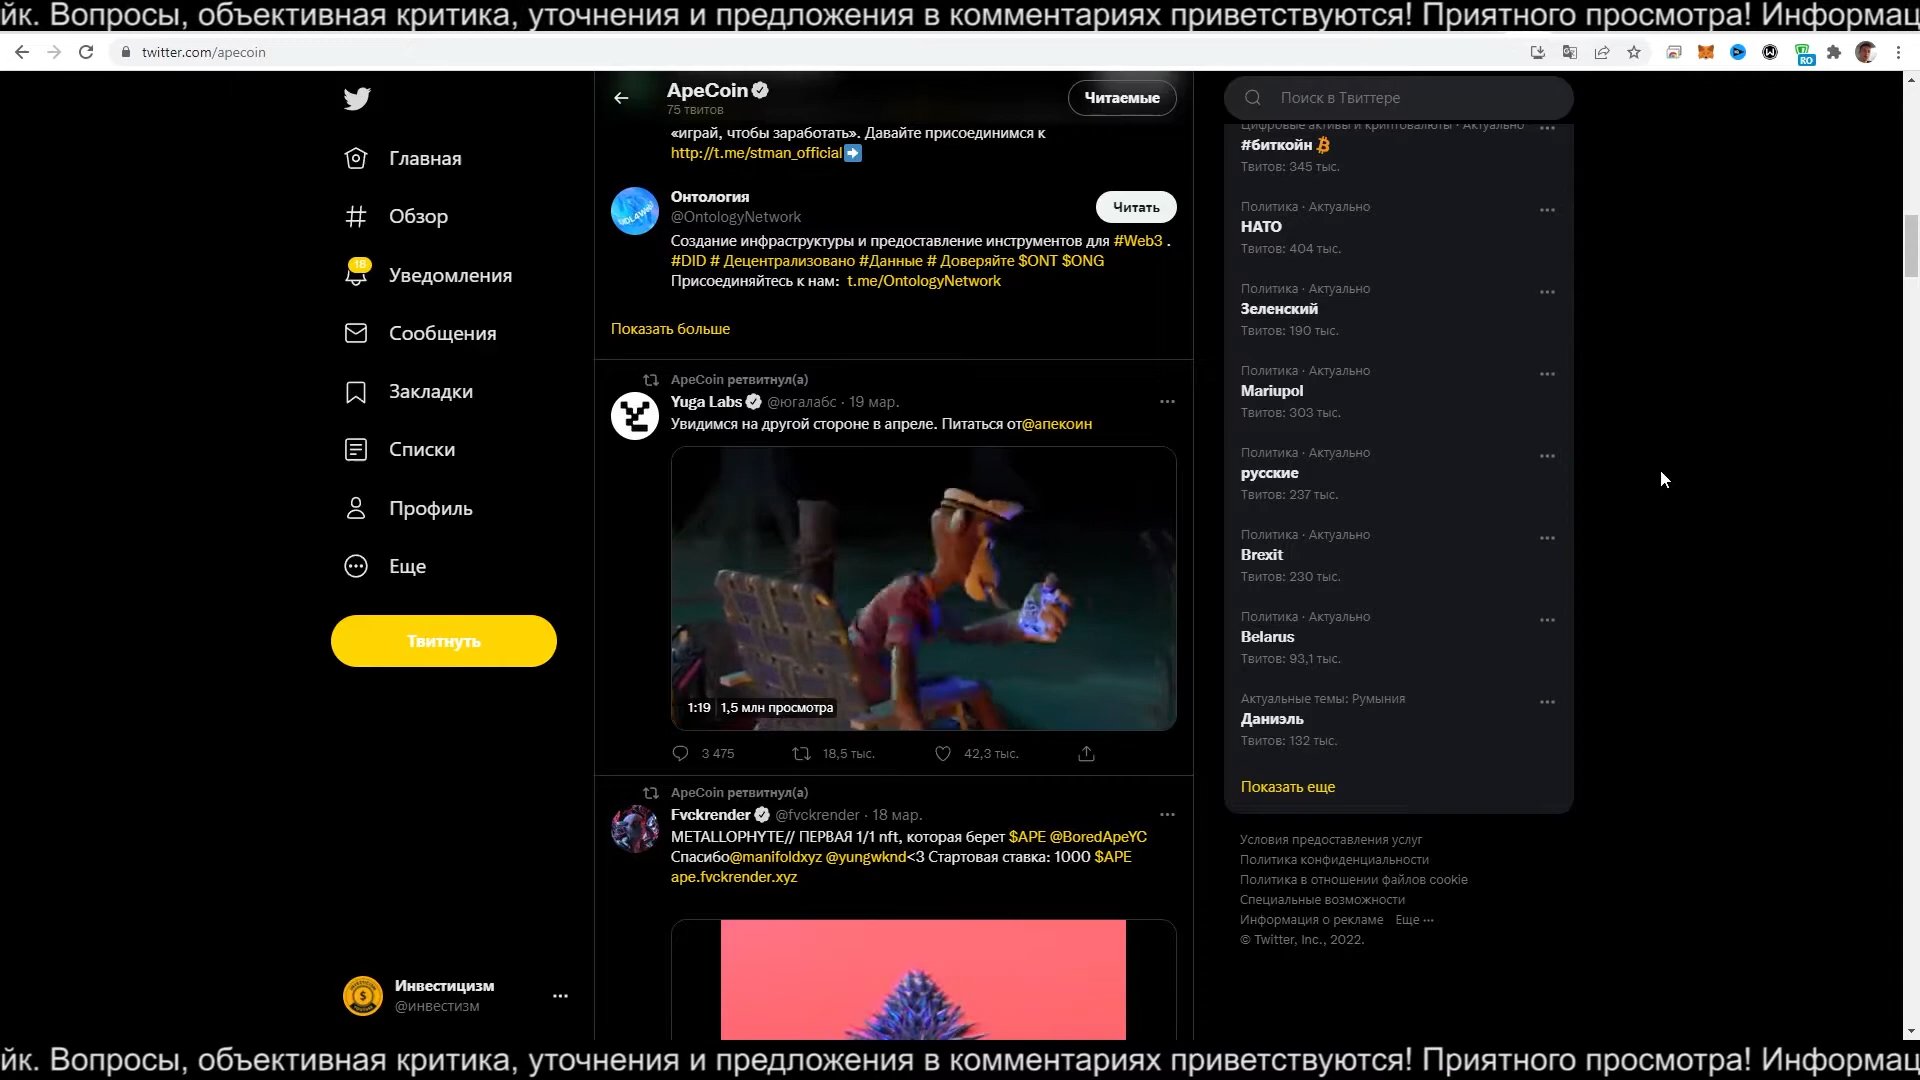 йк. Вопросы, объективная критика, уточнения и предложения в комментариях приветствуются! Приятного просмотра! Информац
twitter.com/apecoin
RO
Главная
Обзор
18
Уведомления
Сообщения
Закладки
Списки
Профиль
Еще
Твитнуть
Инвестицизм
@инвестизм
ApeCoin
75 твитов
Читаемые
«играй, чтобы заработать». Давайте присоединимся к
http://t.me/stman_official
Онтология
@OntologyNetwork
Читать
Создание инфраструктуры и предоставление инструментов для #Web3 .
#DID # Децентрализовано #Данные # Доверяйте $ONT $ONG
Присоединяйтесь к нам: t.me/OntologyNetwork
Показать больше
ApeCoin ретвитнул(а)
Yuga Labs @югалабс · 19 мар.
Увидимся на другой стороне в апреле. Питаться от@апекоин
1:19 1,5 млн просмотра
3 475 18,5 тыс. 42,3 тыс.
ApeCoin ретвитнул(а)
Fvckrender @fvckrender · 18 мар.
METALLOPHYTE// ПЕРВАЯ 1/1 nft, которая берет $APE @BoredApeYC
Спасибо@manifoldxyz @yungwknd<3 Стартовая ставка: 1000 $APE
ape.fvckrender.xyz
Поиск в Твиттере
Цифровые активы и криптовалюты · Актуально
#биткойн
Твитов: 345 тыс.
Политика · Актуально
НАТО
Твитов: 404 тыс.
Политика · Актуально
Зеленский
Твитов: 190 тыс.
Политика · Актуально
Mariupol
Твитов: 303 тыс.
Политика · Актуально
русские
Твитов: 237 тыс.
Политика · Актуально
Brexit
Твитов: 230 тыс.
Политика · Актуально
Belarus
Твитов: 93,1 тыс.
Актуальные темы: Румыния
Даниэль
Твитов: 132 тыс.
Показать еще
Условия предоставления услуг
Политика конфиденциальности
Политика в отношении файлов cookie
Специальные возможности
Информация о рекламе Еще ···
© Twitter, Inc., 2022.
йк. Вопросы, объективная критика, уточнения и предложения в комментариях приветствуются! Приятного просмотра! Информац